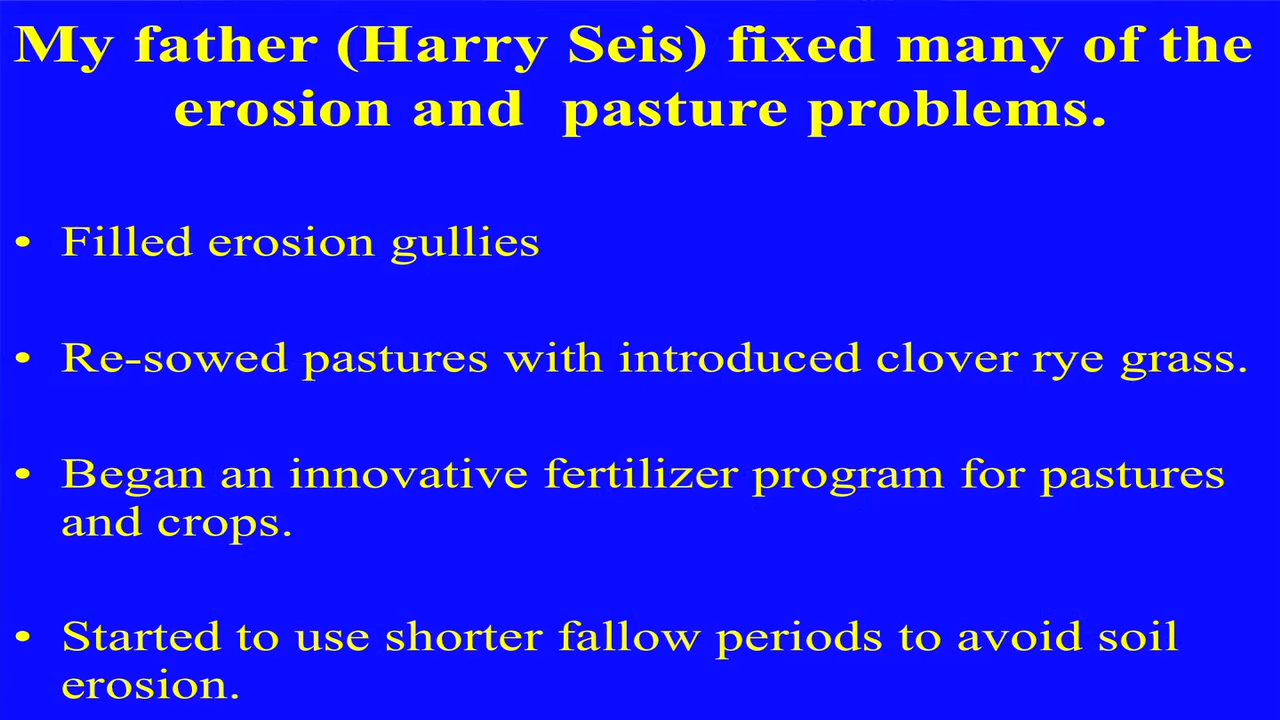 My father (Harry Seis) fixed many of the
erosion and  pasture problems.
• Filled erosion gullies
• Re-sowed pastures with introduced clover rye grass.
• Began an innovative fertilizer program for pastures
and crops.
• Started to use shorter fallow periods to avoid soil
erosion.